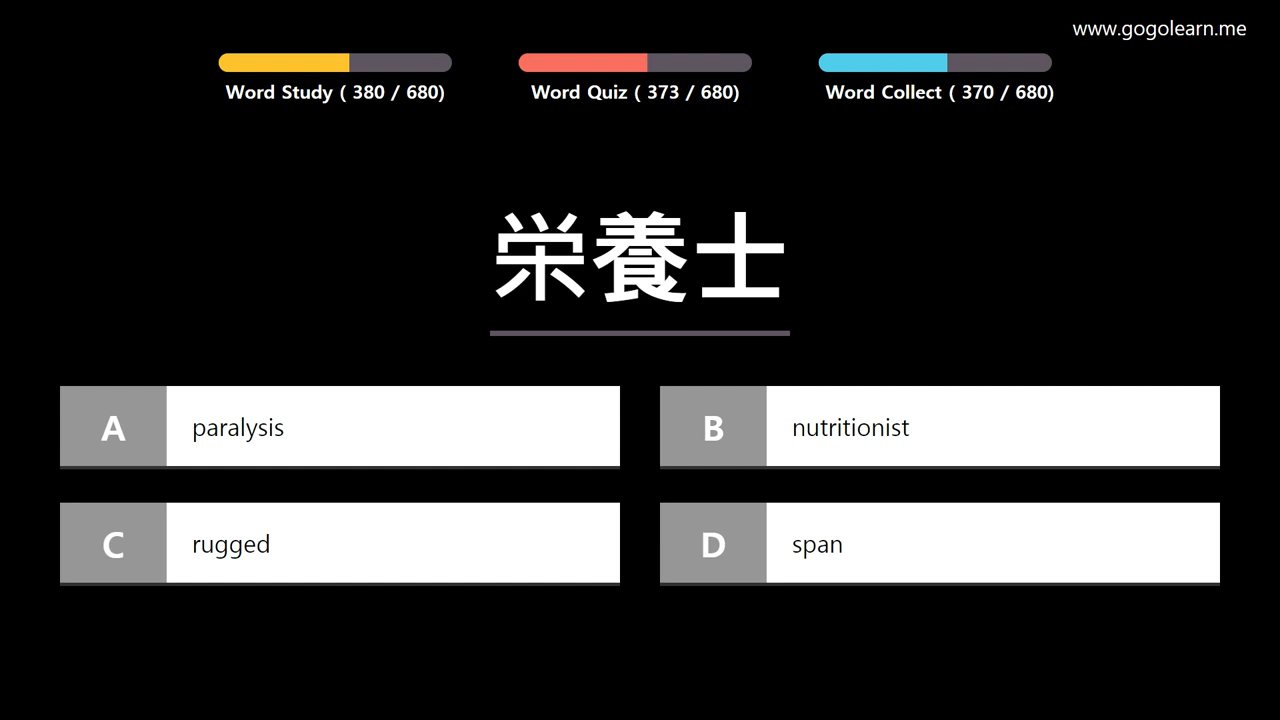 www.gogolearn.me
Word Study ( 380 / 680)
Word Quiz ( 373 / 680)
Word Collect ( 370 / 680)
栄養士
A paralysis
B nutritionist
C rugged
D span